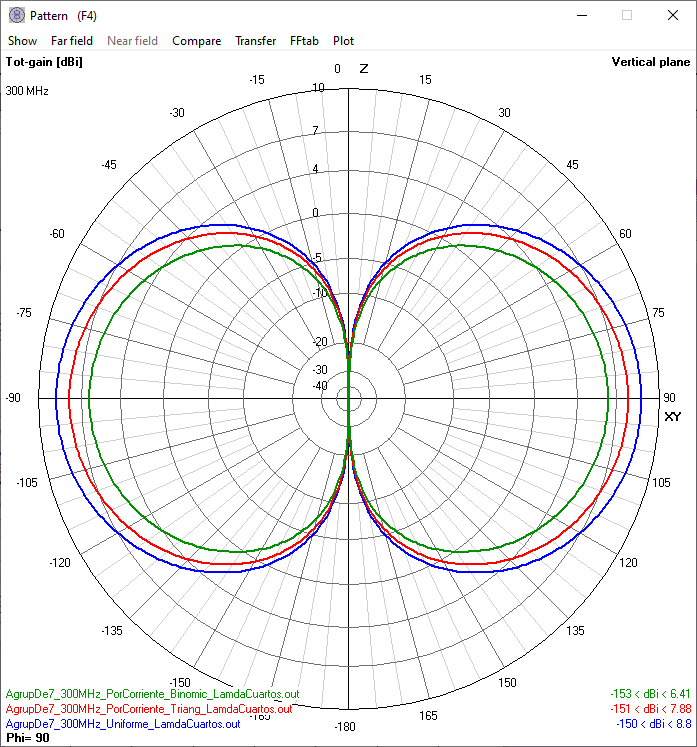 Pattern (F4)
Show Far field Near field Compare Transfer FFtab Plot
Tot-gain [dBi] Vertical plane
300 MHz
0 Z
-15 15
10
-30 30
7
-45 45
4
-60 60
0
-5
-10
-75 75
-20
-30
-40
-90 90
XY
-105 105
-120 120
-135 135
-150 150
-165 165
-180
AgrupDe7_300MHz_PorCorriente_Binomic_LamdaCuartos.out -153 < dBi < 6.41
AgrupDe7_300MHz_PorCorriente_Triang_LamdaCuartos.out -151 < dBi < 7.88
AgrupDe7_300MHz_Uniforme_LamdaCuartos.out -150 < dBi < 8.8
Phi= 90